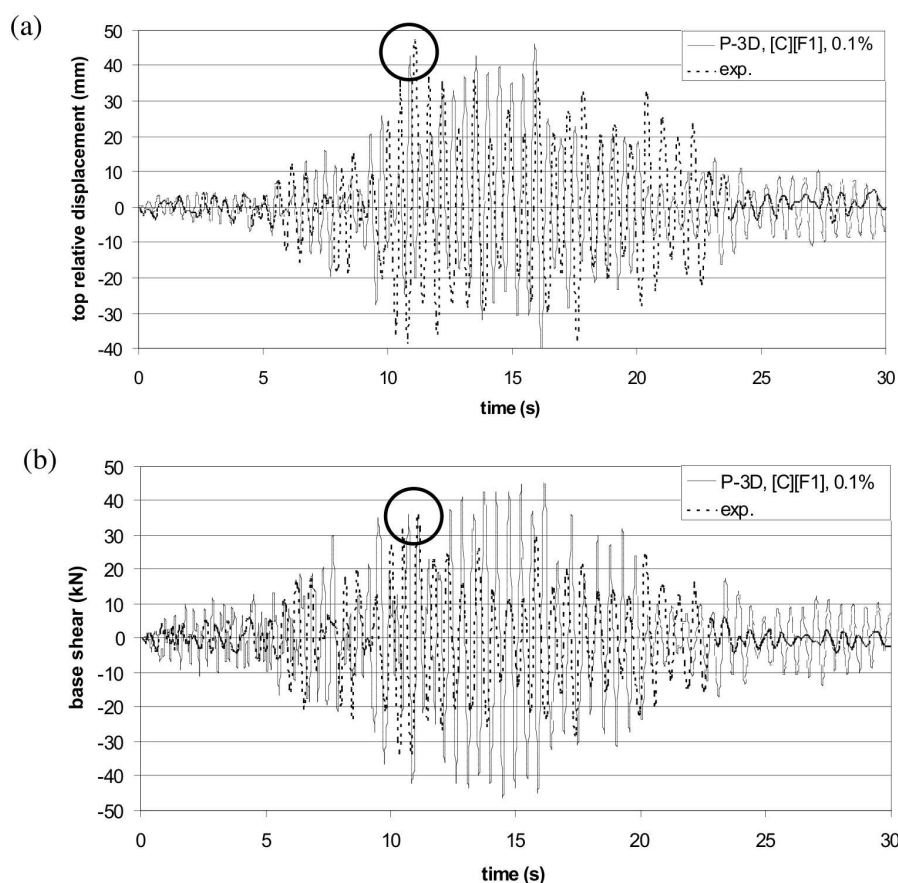 (a)
50
40
30
20
10
0
-10
-20
-30
-40
top relative displacement (mm)
P-3D, [C][F1], 0.1%
exp.
0 5 10 15 20 25 30
time (s)
(b)
50
40
30
20
10
0
-10
-20
-30
-40
-50
base shear (kN)
P-3D, [C][F1], 0.1%
exp.
0 5 10 15 20 25 30
time (s)